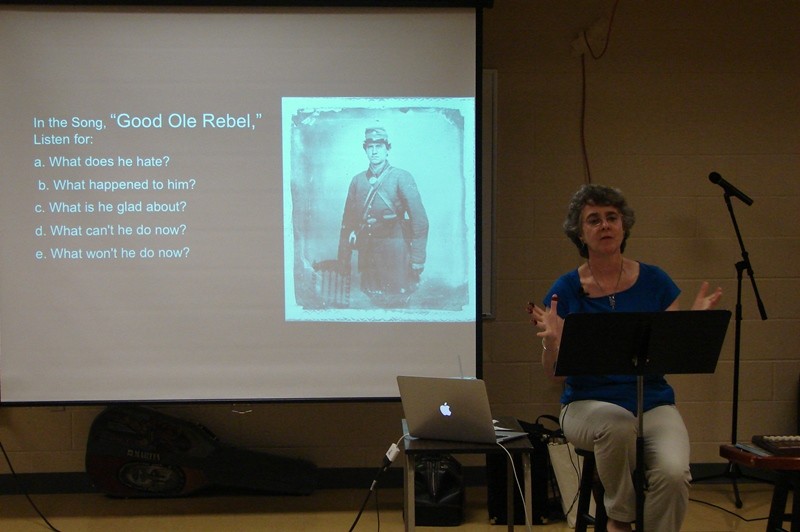 In the Song, “Good Ole Rebel,”
Listen for:
a. What does he hate?
b. What happened to him?
c. What is he glad about?
d. What can't he do now?
e. What won't he do now?